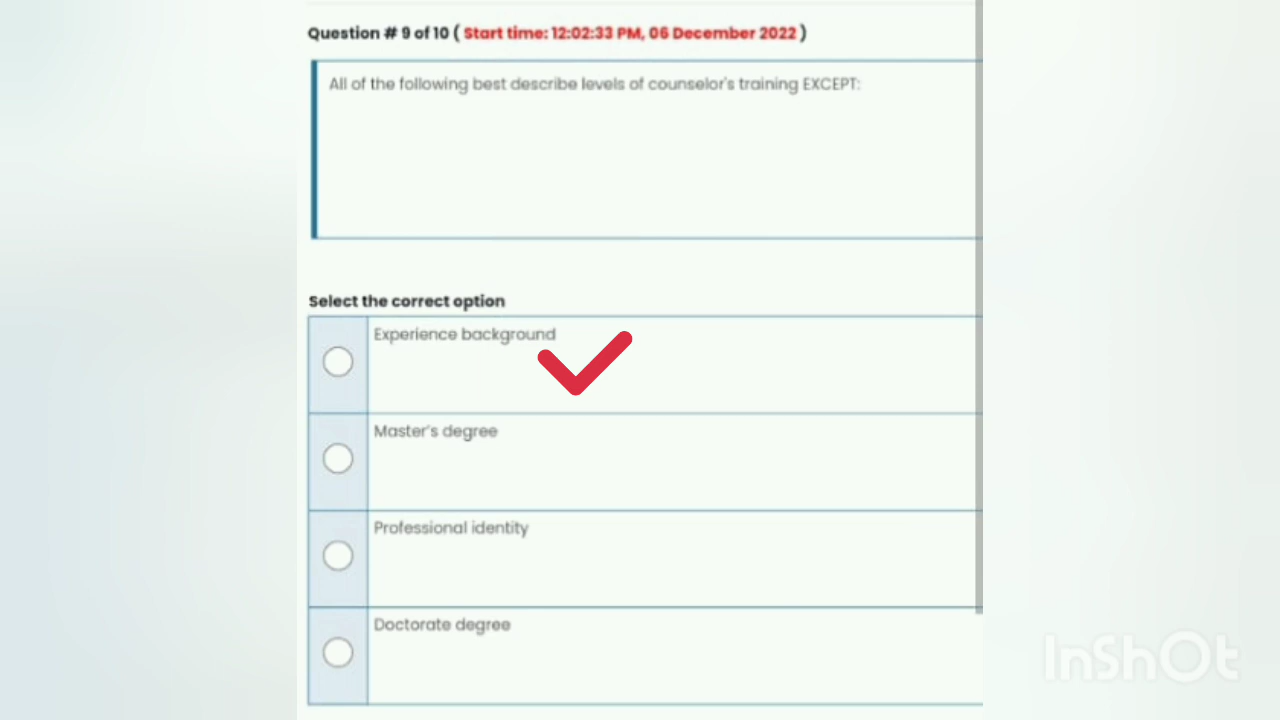 Question # 9 of 10 ( Start time: 12:02:33 PM, 06 December 2022 )
All of the following best describe levels of counselor's training EXCEPT:
Select the correct option
Experience background
Master's degree
Professional identity
Doctorate degree
InShOt